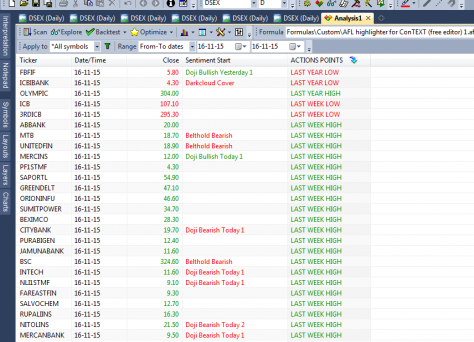 DSEX D
DSEX (Daily) DSEX (Daily) DSEX (Daily) DSEX (Daily) DSEX (Daily) Analysis1
Scan Explore Backtest Optimize Formula Formulas\Custom\AFL highlighter for ConTEXT (free editor) 1.af
Apply to *All symbols Range From-To dates 16-11-15 16-11-15
Ticker Date/Time Close Sentiment Start ACTIONS POINTS
FBFIF 16-11-15 5.80 Doji Bullish Yesterday 1 LAST YEAR LOW
ICBIBANK 16-11-15 4.30 Darkcloud Cover LAST YEAR LOW
OLYMPIC 16-11-15 304.00 LAST YEAR HIGH
ICB 16-11-15 107.10 LAST WEEK LOW
3RDICB 16-11-15 295.30 LAST WEEK LOW
ABBANK 16-11-15 20.00 LAST WEEK HIGH
MTB 16-11-15 18.70 Belthold Bearish LAST WEEK HIGH
UNITEDFIN 16-11-15 18.90 Belthold Bearish LAST WEEK HIGH
MERCINS 16-11-15 12.00 Doji Bullish Today 1 LAST WEEK HIGH
PF1STMF 16-11-15 4.30 LAST WEEK HIGH
SAPORTL 16-11-15 54.90 LAST WEEK HIGH
GREENDELT 16-11-15 47.10 LAST WEEK HIGH
ORIONINFU 16-11-15 46.60 LAST WEEK HIGH
SUMITPOWER 16-11-15 34.70 LAST WEEK HIGH
BEXIMCO 16-11-15 28.30 LAST WEEK HIGH
CITYBANK 16-11-15 19.70 Doji Bearish Today 1 LAST WEEK HIGH
PURABIGEN 16-11-15 12.40 LAST WEEK HIGH
JAMUNABANK 16-11-15 11.60 LAST WEEK HIGH
BSC 16-11-15 324.60 Belthold Bearish LAST WEEK HIGH
INTECH 16-11-15 11.60 Doji Bearish Today 1 LAST WEEK HIGH
NLI1STMF 16-11-15 9.10 Doji Bearish Today 1 LAST WEEK HIGH
FAREASTFIN 16-11-15 9.30 LAST WEEK HIGH
SALVOCHEM 16-11-15 12.70 LAST WEEK HIGH
RUPALIINS 16-11-15 16.30 LAST WEEK HIGH
NITOLINS 16-11-15 21.50 Doji Bearish Today 2 LAST WEEK HIGH
MERCANBANK 16-11-15 9.50 Doji Bearish Today 1 LAST WEEK HIGH
Interpretation
Notepad
Symbols
Layouts
Layers
Charts